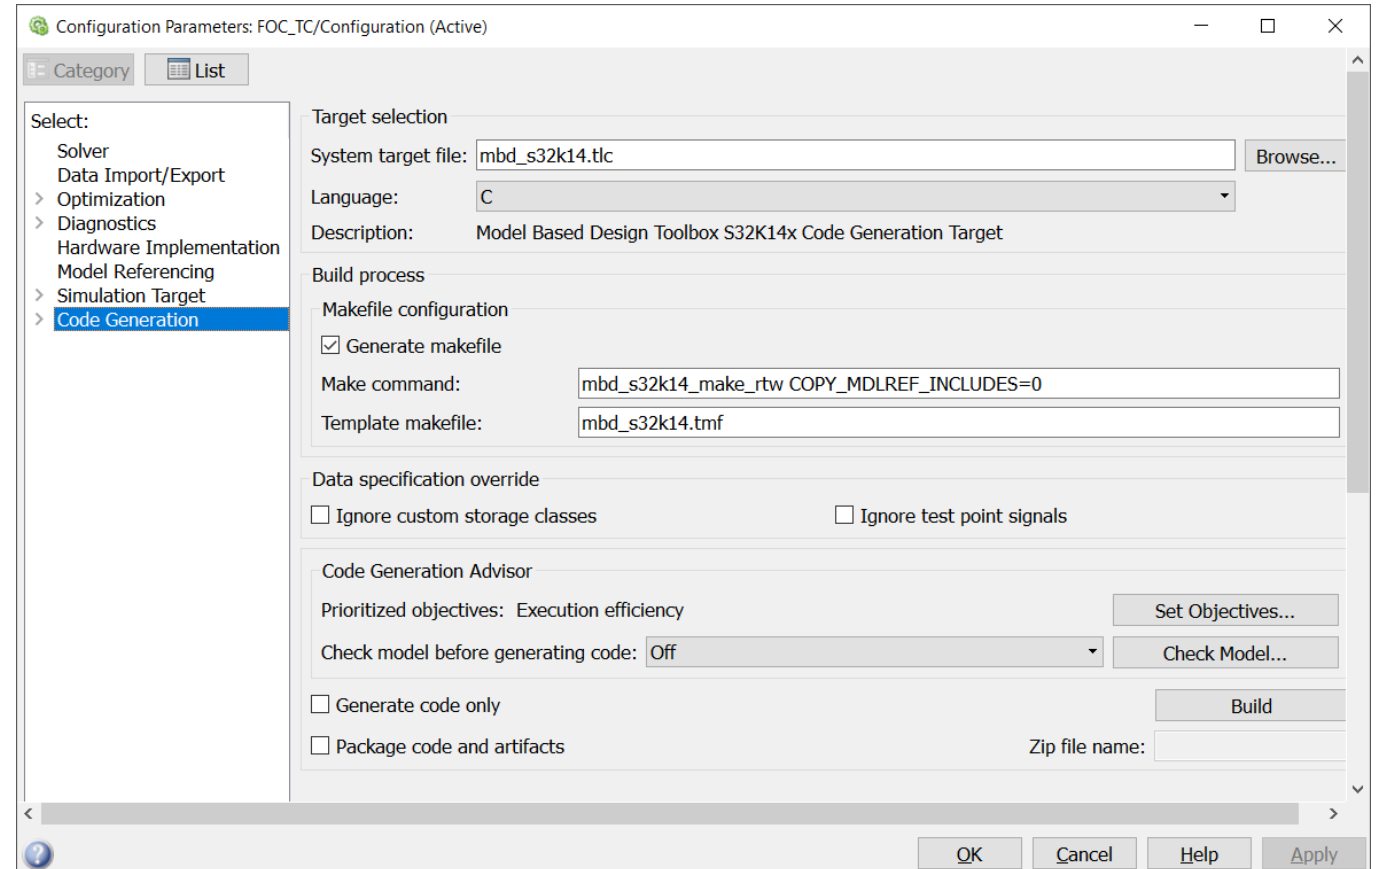 Configuration Parameters: FOC_TC/Configuration (Active)
Category
List
Select:
Solver
Data Import/Export
Optimization
Diagnostics
Hardware Implementation
Model Referencing
Simulation Target
Code Generation
Target selection
System target file: mbd_s32k14.tlc Browse...
Language: C
Description: Model Based Design Toolbox S32K14x Code Generation Target
Build process
Makefile configuration
Generate makefile
Make command: mbd_s32k14_make_rtw COPY_MDLREF_INCLUDES=0
Template makefile: mbd_s32k14.tmf
Data specification override
Ignore custom storage classes Ignore test point signals
Code Generation Advisor
Prioritized objectives: Execution efficiency Set Objectives...
Check model before generating code: Off Check Model...
Generate code only Build
Package code and artifacts Zip file name:
? OK Cancel Help Apply